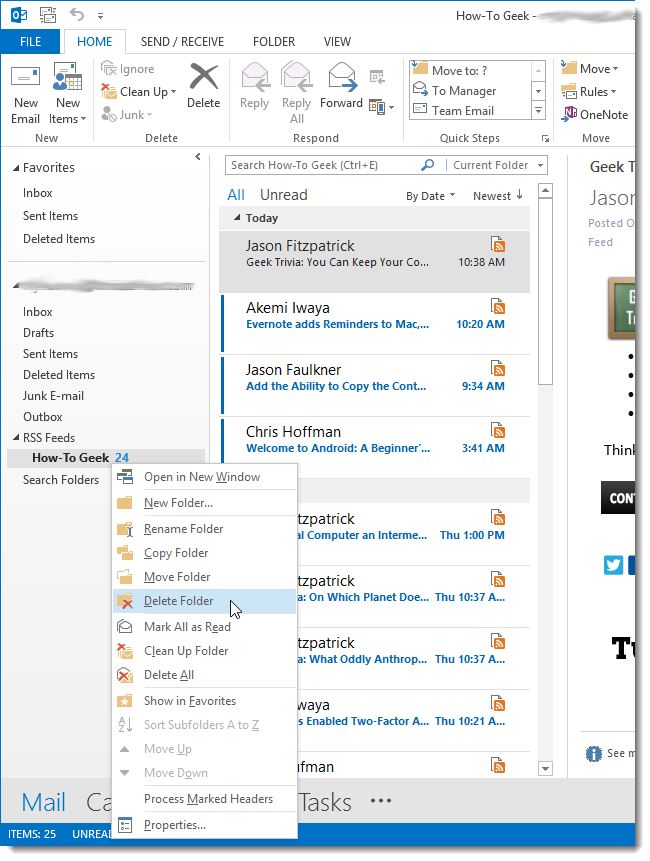 How-To Geek -
FILE HOME SEND / RECEIVE FOLDER VIEW
New Email
New Items
Ignore
Clean Up
Junk
Delete
Reply
Reply All
Forward
Move to: ?
To Manager
Team Email
Move
Rules
OneNote
New Delete Respond Quick Steps Move
Favorites
Inbox
Sent Items
Deleted Items
Inbox
Drafts
Sent Items
Deleted Items
Junk E-mail
Outbox
RSS Feeds
How-To Geek 24
Search Folders
Search How-To Geek (Ctrl+E) Current Folder
All Unread By Date Newest
Today
Jason Fitzpatrick
Geek Trivia: You Can Keep Your Co... 10:38 AM
Akemi Iwaya
Evernote adds Reminders to Mac,... 10:20 AM
Jason Faulkner
Add the Ability to Copy the Cont... 9:34 AM
Chris Hoffman
Welcome to Android: A Beginner's... 3:41 AM
tzpatrick
al Computer an Interme... Thu 1:00 PM
tzpatrick
a: On Which Planet Doe... Thu 10:37 A...
tzpatrick
a: What Oddly Anthrop... Thu 10:37 A...
waya
s Enabled Two-Factor A... Thu 10:21 A...
ufman
Open in New Window
New Folder...
Rename Folder
Copy Folder
Move Folder
Delete Folder
Mark All as Read
Clean Up Folder
Delete All
Show in Favorites
Sort Subfolders A to Z
Move Up
Move Down
Process Marked Headers
Properties...
Geek T
Jason
Posted O
Feed
G
Tr
Think
CONT
Tu
See m
Mail Ca Tasks ...
ITEMS: 25 UNREAD